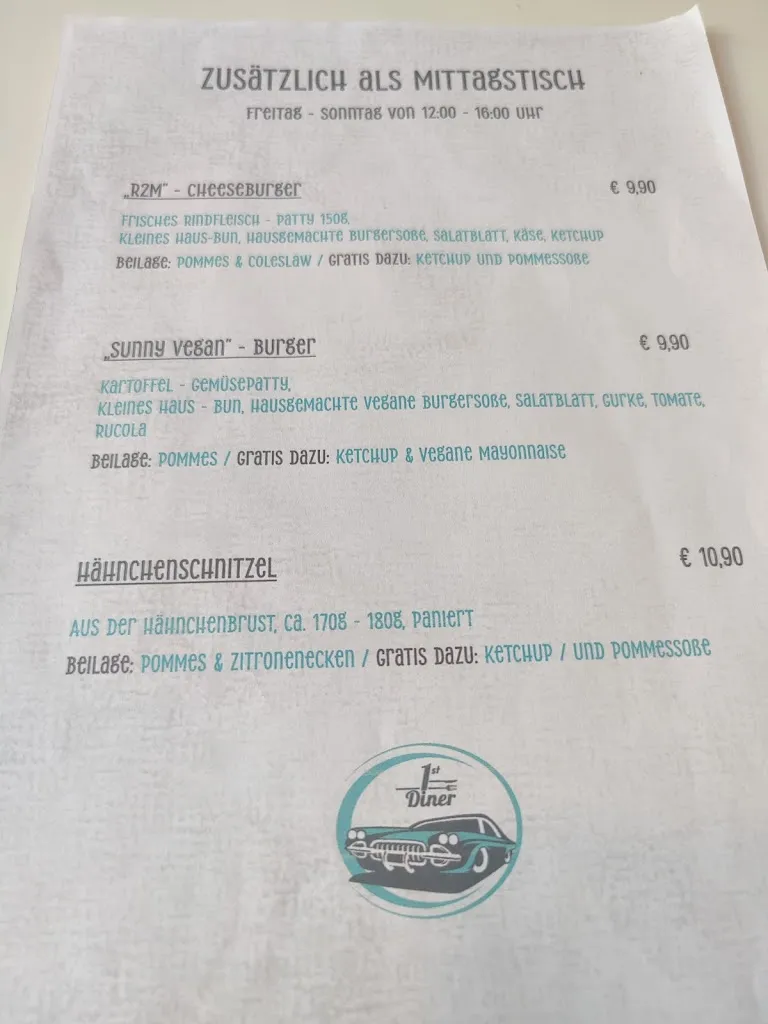 Zusätzlich als Mittagstisch
Freitag - Sonntag von 12:00 - 16:00 Uhr
„R2M" - Cheeseburger € 9,90
Frisches Rindfleisch - Patty 150g,
kleines Haus-Bun, hausgemachte Burgersoße, Salatblatt, Käse, Ketchup
Beilage: Pommes & Coleslaw / Gratis dazu: Ketchup und Pommessoße
„Sunny Vegan" - Burger € 9,90
Kartoffel - Gemüsepatty,
kleines Haus - Bun, hausgemachte vegane Burgersoße, Salatblatt, Gurke, Tomate,
Rucola
Beilage: Pommes / Gratis dazu: Ketchup & vegane Mayonnaise
Hähnchenschnitzel € 10,90
aus der Hähnchenbrust, ca. 170g - 180g, paniert
Beilage: Pommes & Zitronenecken / Gratis dazu: Ketchup / und Pommessoße
1st
Diner